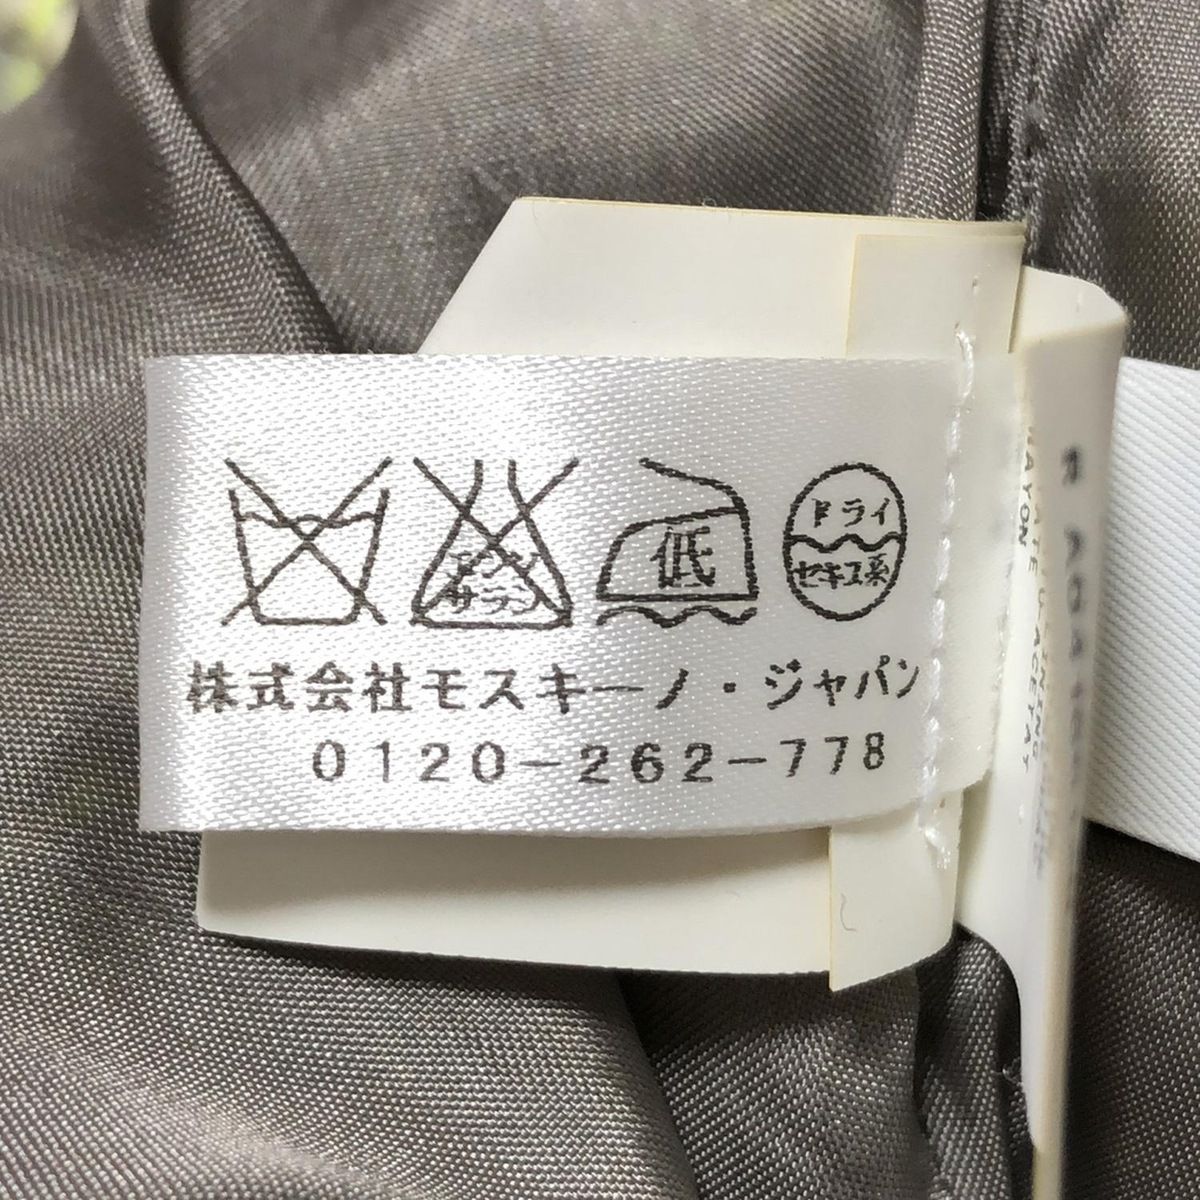 エンソ
サラシ
低
ドライ
セキユ系
株式会社モスキーノ・ジャパン
0120-262-778
RAYON